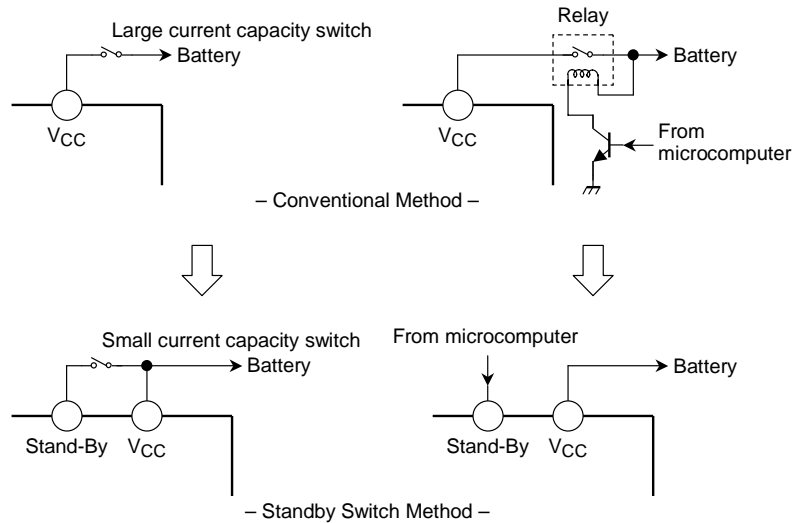 Large current capacity switch
Battery
VCC
Relay
Battery
VCC
From
microcomputer
– Conventional Method –
Small current capacity switch
Battery
Stand-By
VCC
From microcomputer
Battery
Stand-By
VCC
– Standby Switch Method –